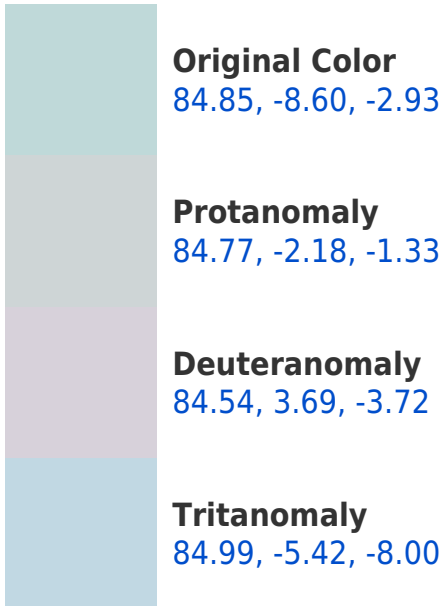 Original Color
84.85, -8.60, -2.93
Protanomaly
84.77, -2.18, -1.33
Deuteranomaly
84.54, 3.69, -3.72
Tritanomaly
84.99, -5.42, -8.00